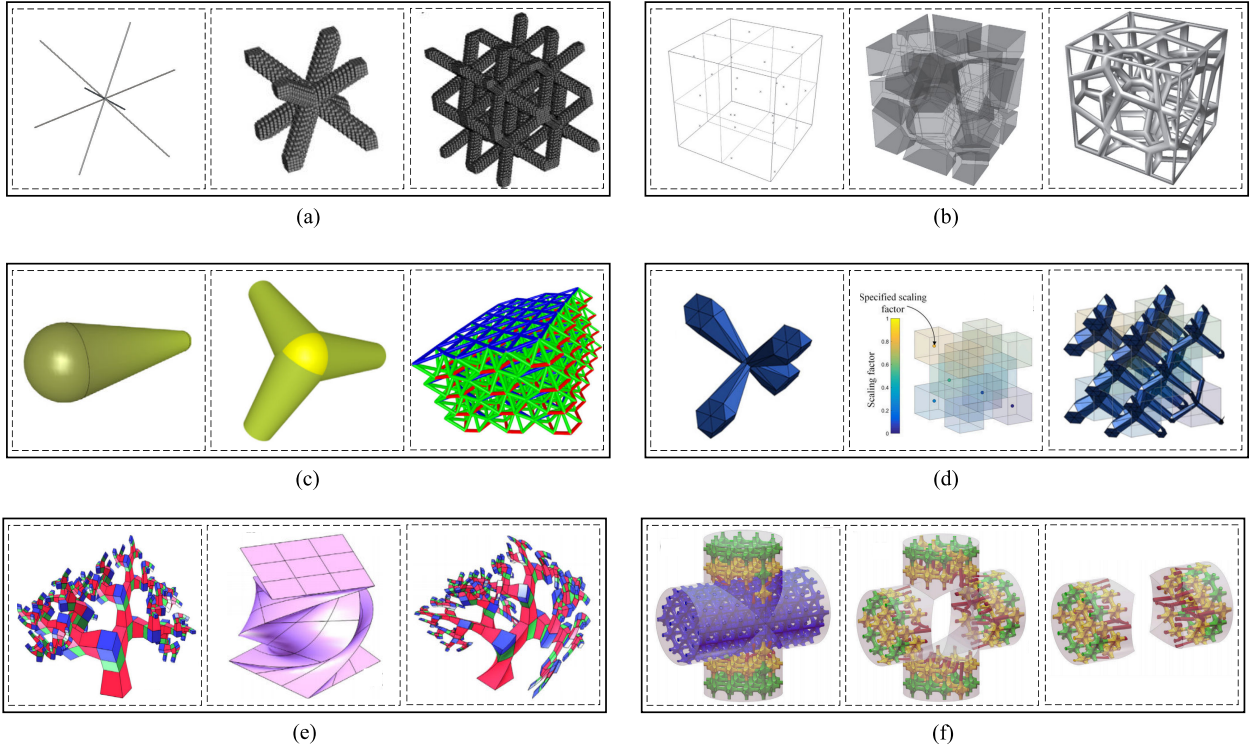 (a)
(b)
Specified scaling
factor
1
0.8
0.6
0.4
0.2
0
Scaling factor
(c)
(d)
(e)
(f)